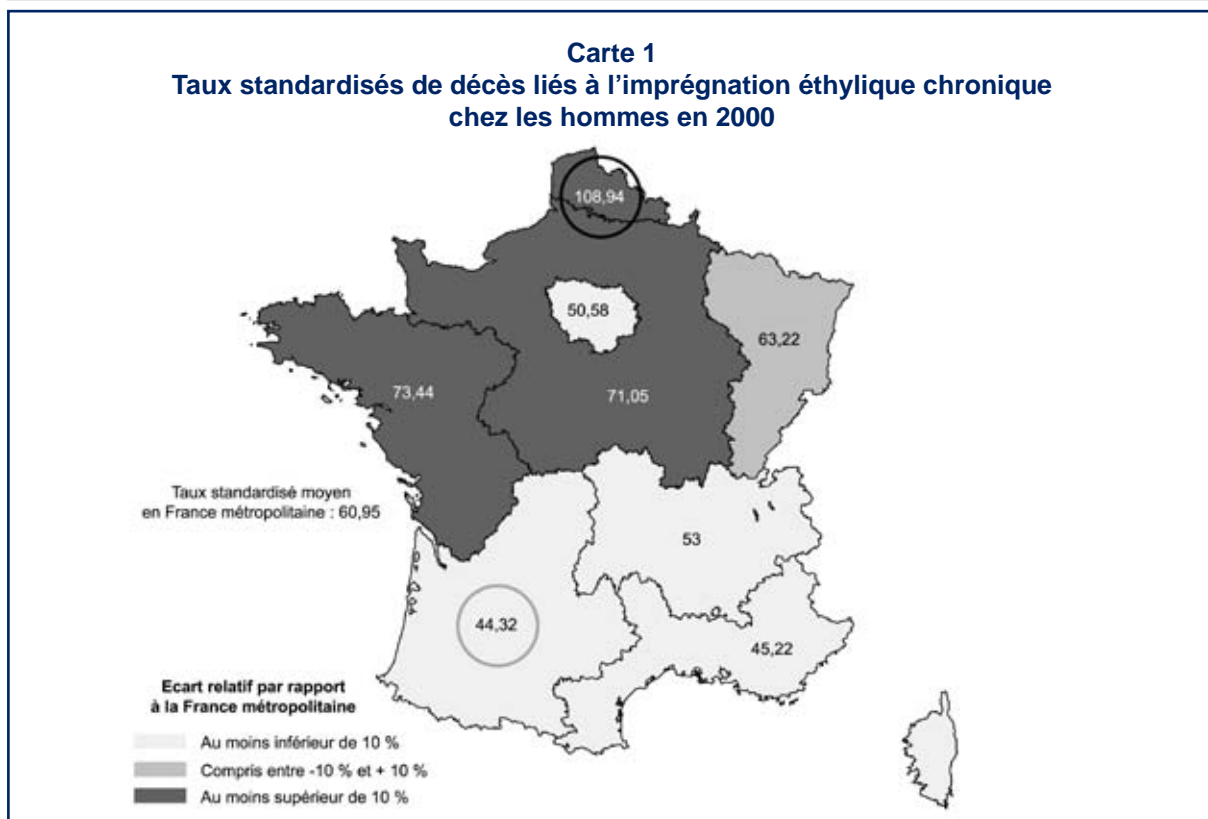 Carte 1
Taux standardisés de décès liés à l'imprégnation éthylique chronique
chez les hommes en 2000
108,94
50,58
63,22
73,44
71,05
Taux standardisé moyen
en France métropolitaine : 60,95
53
44,32
45,22
Ecart relatif par rapport
à la France métropolitaine
Au moins inférieur de 10 %
Compris entre -10 % et + 10 %
Au moins supérieur de 10 %